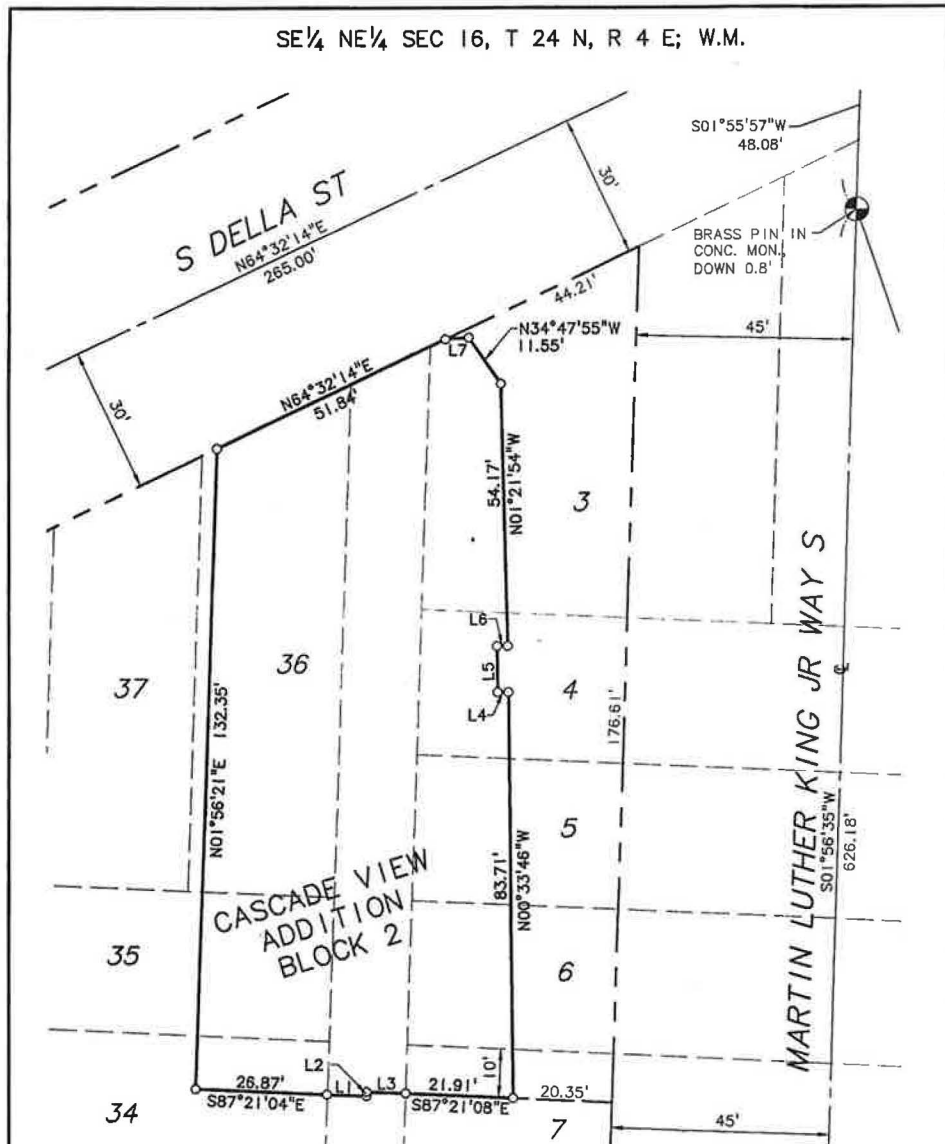 SE¼ NE¼ SEC 16, T 24 N, R 4 E; W.M.
S01°55'57"W
48.08'
S DELLA ST
N64°32'14"E
265.00'
30'
BRASS PIN IN
CONC. MON.,
DOWN 0.8'
44.21'
N34°47'55"W
11.55'
45'
L7
30'
N64°32'14"E
51.84'
54.17'
N01°21'54"W
3
L6
37
36
L5
4
L4
176.61'
MARTIN LUTHER KING JR WAY S
S01°56'35"W
626.18'
N01°56'21"E 132.35'
5
83.71'
N00°33'46"W
CASCADE VIEW
ADDITION
BLOCK 2
35
6
L2
10'
26.87'
L1
L3
21.91'
20.35'
S87°21'04"E
S87°21'08"E
34
7
45'